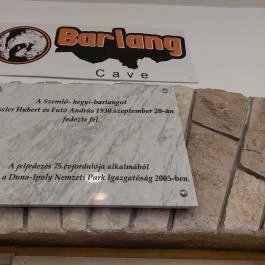 Barlang
Cave
A Szemlő- hegyi-barlangot
ssler Hubert és Futó András 1930.szeptember 20-án
fedezte fel.
A felfedezés 75.évfordulója alkalmából
a Duna-Ipoly Nemzeti Park Igazgatóság 2005-ben.